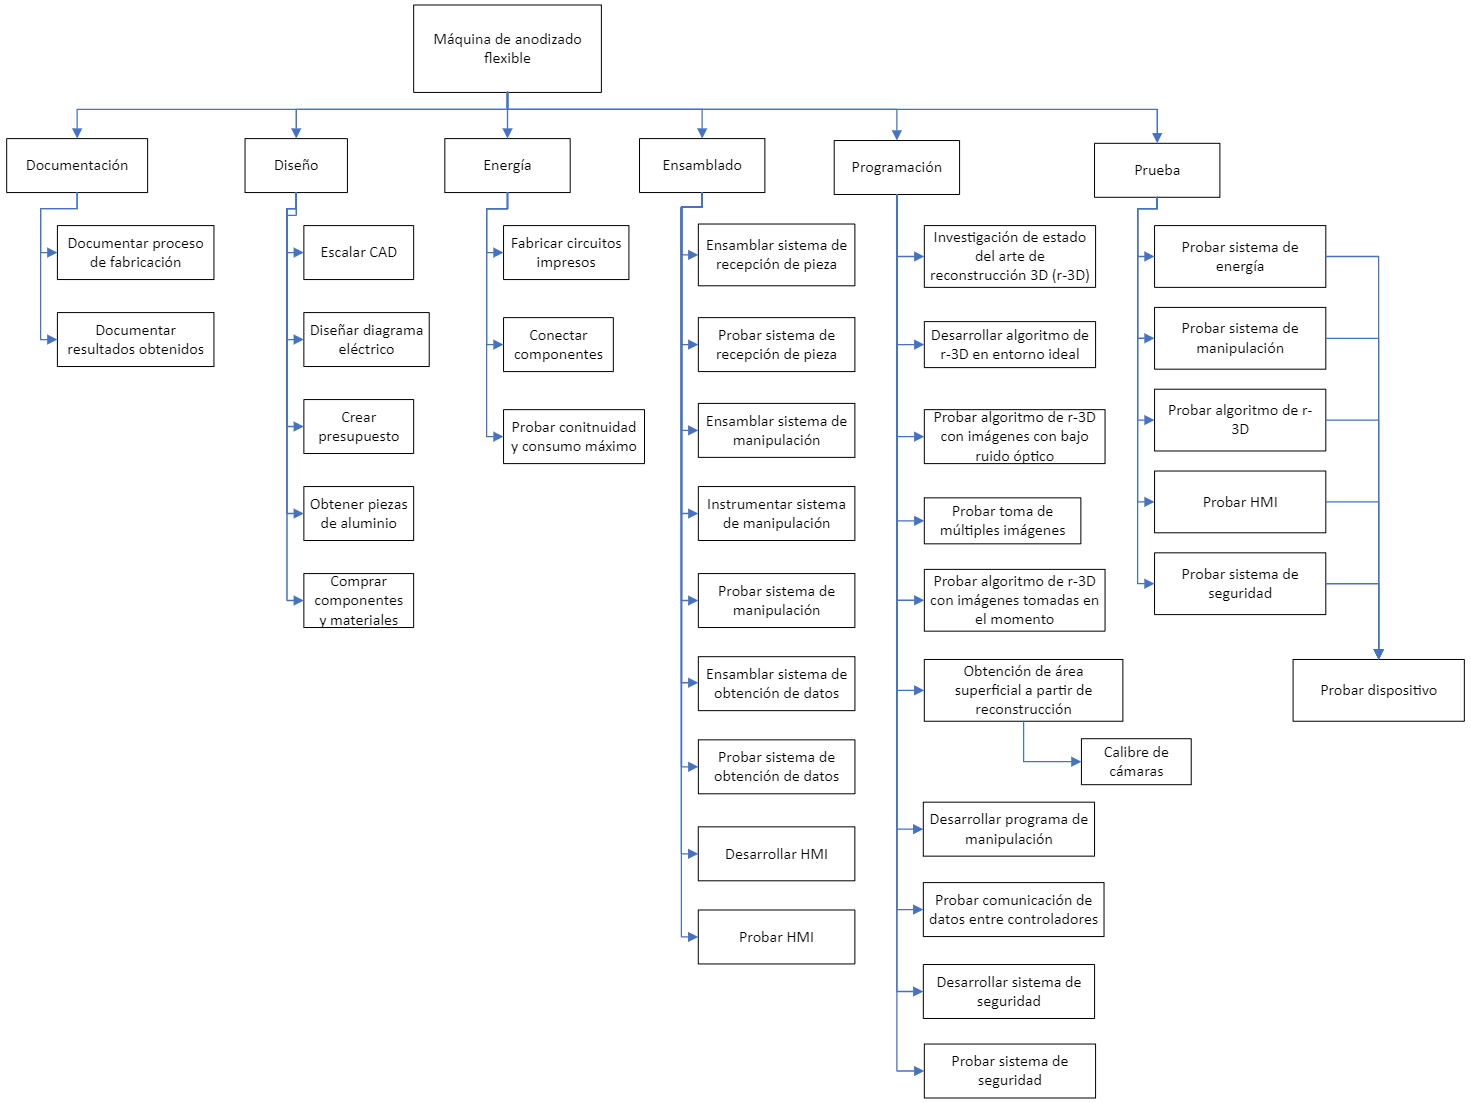 Máquina de anodizado
flexible
Documentación
Documentar proceso
de fabricación
Documentar
resultados obtenidos
Diseño
Escalar CAD
Diseñar diagrama
eléctrico
Crear
presupuesto
Obtener piezas
de aluminio
Comprar
componentes
y materiales
Energía
Fabricar circuitos
impresos
Conectar
componentes
Probar conitnuidad
y consumo máximo
Ensamblado
Ensamblar sistema de
recepción de pieza
Probar sistema de
recepción de pieza
Ensamblar sistema de
manipulación
Instrumentar sistema
de manipulación
Probar sistema de
manipulación
Ensamblar sistema de
obtención de datos
Probar sistema de
obtención de datos
Desarrollar HMI
Probar HMI
Programación
Investigación de estado
del arte de
reconstrucción 3D (r-3D)
Desarrollar algoritmo de
r-3D en entorno ideal
Probar algoritmo de r-3D
con imágenes con bajo
ruido óptico
Probar toma de
múltiples imágenes
Probar algoritmo de r-3D
con imágenes tomadas en
el momento
Obtención de área
superficial a partir de
reconstrucción
Calibre de
cámaras
Desarrollar programa de
manipulación
Probar comunicación de
datos entre controladores
Desarrollar sistema de
seguridad
Probar sistema de
seguridad
Prueba
Probar sistema de
energía
Probar sistema de
manipulación
Probar algoritmo de r-
3D
Probar HMI
Probar sistema de
seguridad
Probar dispositivo